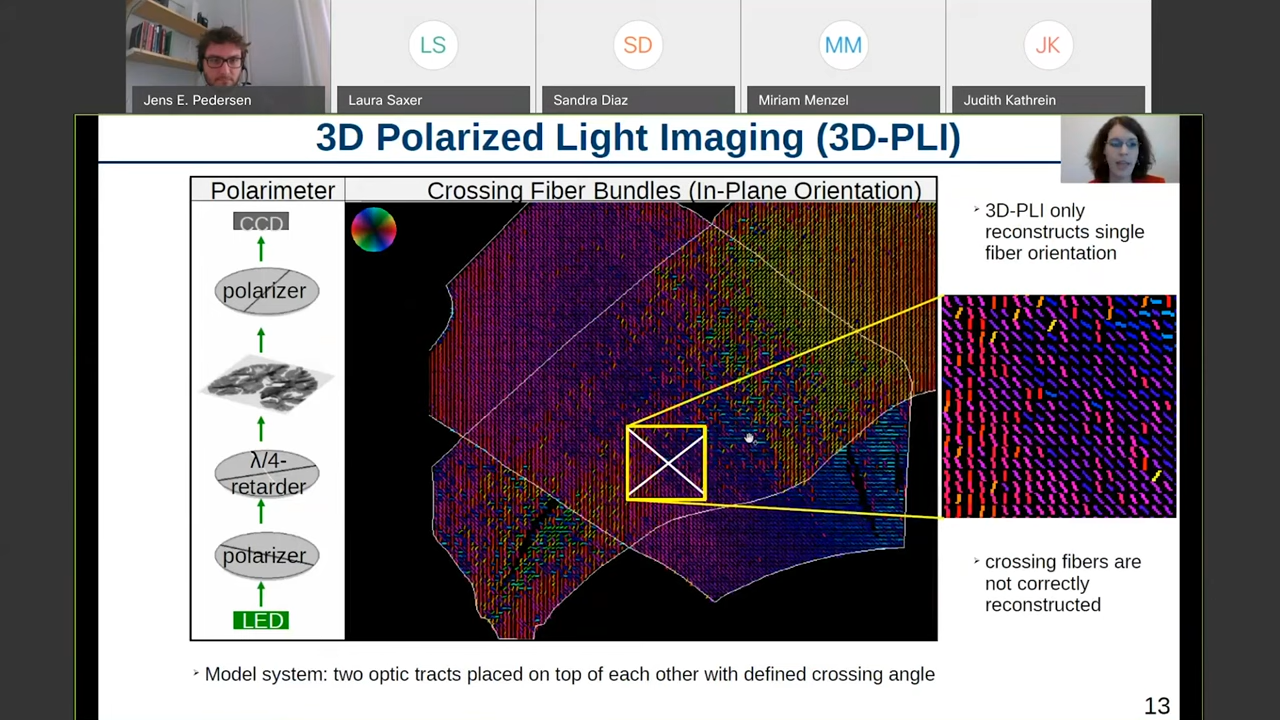 LS
SD
MM
JK
Jens E. Pedersen
Laura Saxer
Sandra Diaz
Miriam Menzel
Judith Kathrein
3D Polarized Light Imaging (3D-PLI)
Polarimeter
Crossing Fiber Bundles (In-Plane Orientation)
CCD
polarizer
λ/4-
retarder
polarizer
LED
3D-PLI only
reconstructs single
fiber orientation
crossing fibers are
not correctly
reconstructed
Model system: two optic tracts placed on top of each other with defined crossing angle
13